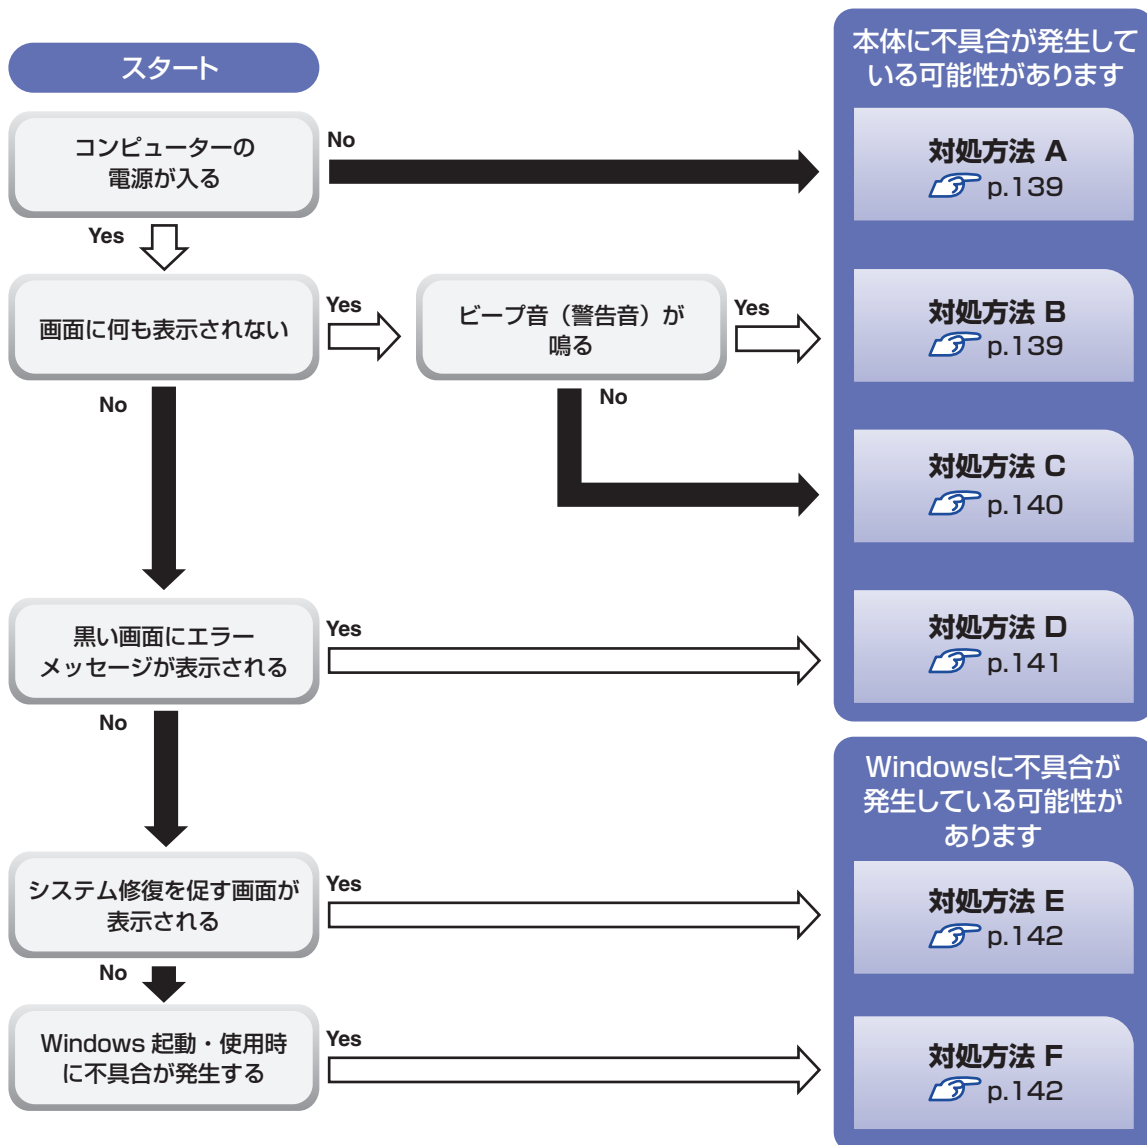 スタート
コンピューターの
電源が入る
No
Yes
画面に何も表示されない
Yes
ビープ音（警告音）が
鳴る
Yes
No
No
黒い画面にエラー
メッセージが表示される
Yes
No
システム修復を促す画面が
表示される
Yes
No
Windows 起動・使用時
に不具合が発生する
Yes
本体に不具合が発生して
いる可能性があります
対処方法 A
p.139
対処方法 B
p.139
対処方法 C
p.140
対処方法 D
p.141
Windowsに不具合が
発生している可能性が
あります
対処方法 E
p.142
対処方法 F
p.142